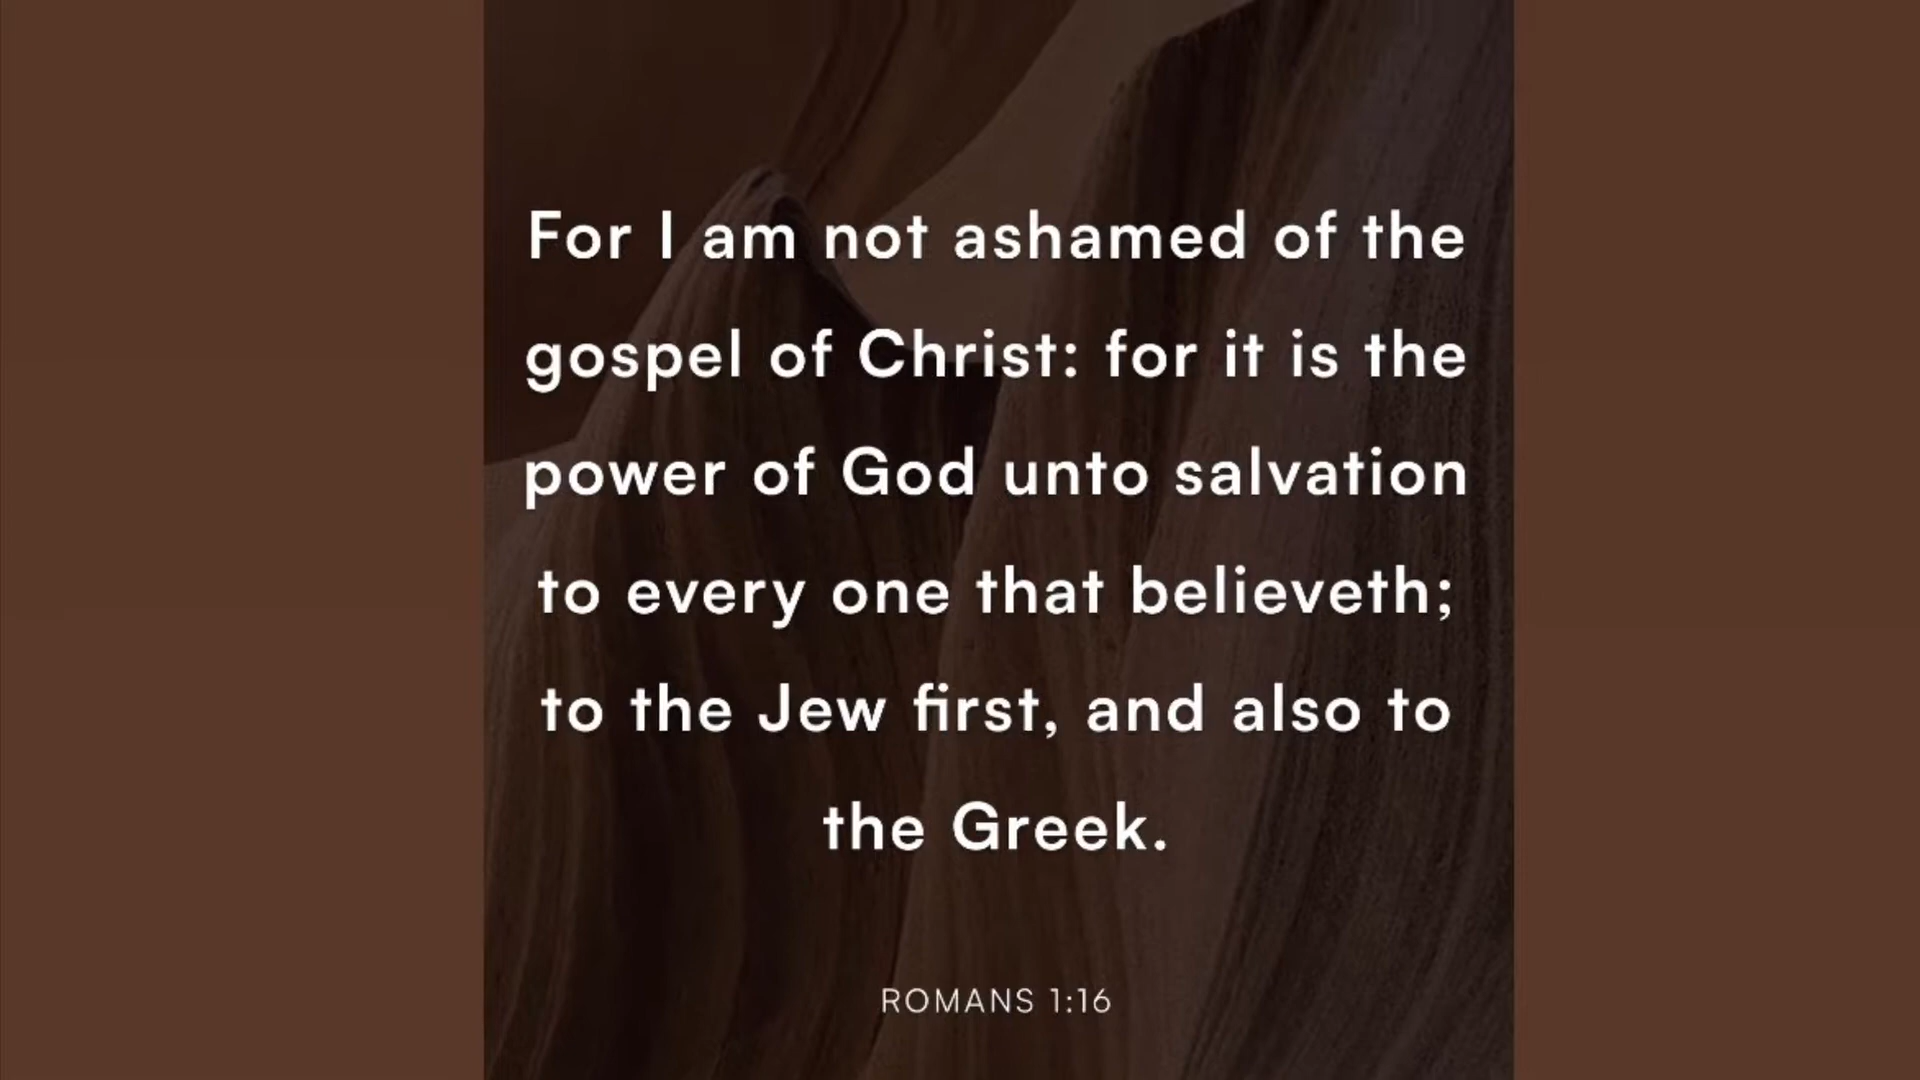 For I am not ashamed of the
gospel of Christ: for it is the
power of God unto salvation
to every one that believeth;
to the Jew first, and also to
the Greek.
ROMANS 1:16